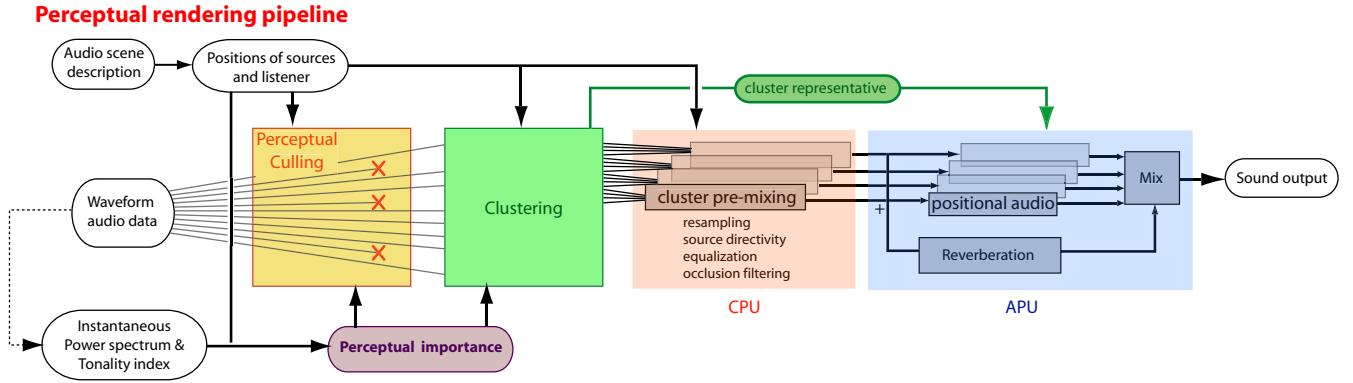 Perceptual rendering pipeline
Audio scene
description
Positions of sources
and listener
cluster representative
Perceptual
Culling
Clustering
Waveform
audio data
cluster pre-mixing
resampling
source directivity
equalization
occlusion filtering
CPU
+
positional audio
Mix
Reverberation
APU
Sound output
Instantaneous
Power spectrum &
Tonality index
Perceptual importance